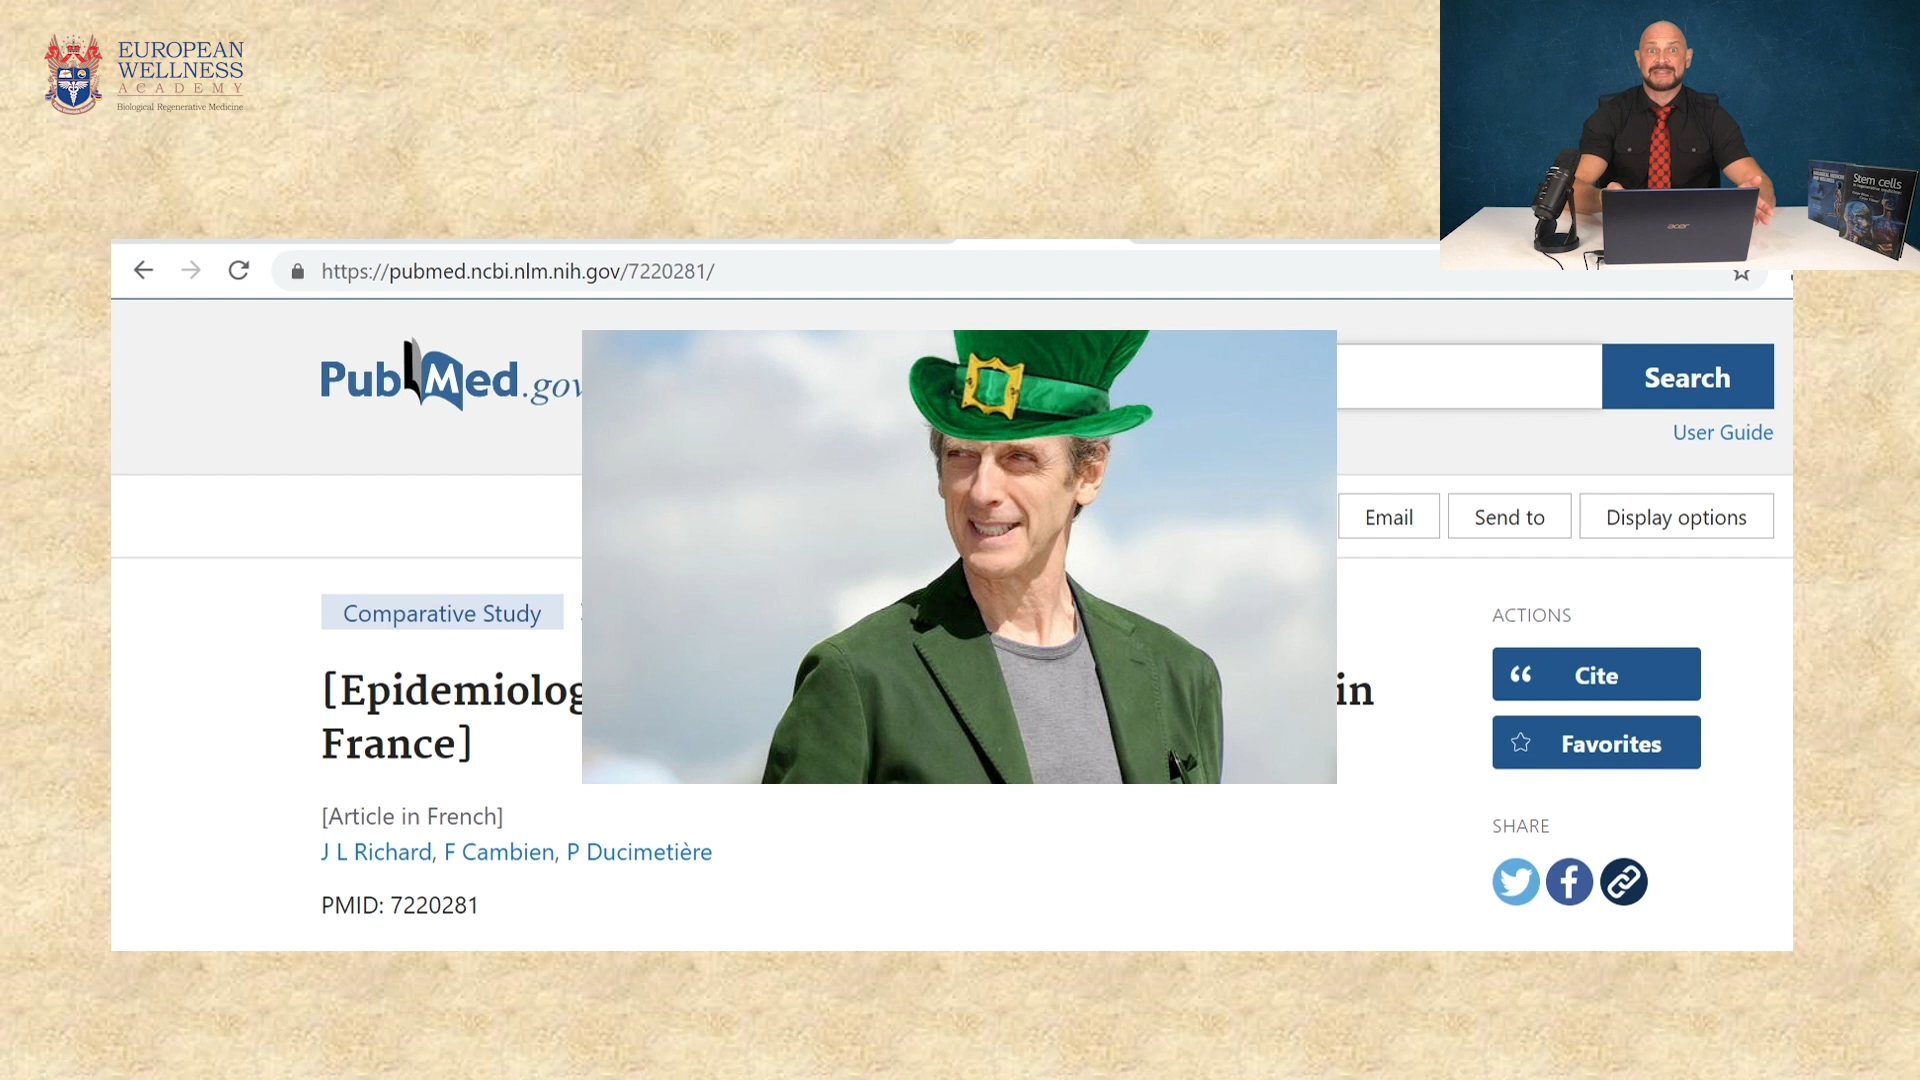 EUROPEAN
WELLNESS
ACADEMY
Biological Regenerative Medicine
acer
Stem cells
https://pubmed.ncbi.nlm.nih.gov/7220281/
PubMed.gov
Search
User Guide
Email
Send to
Display options
Comparative Study
[Epidemiolog in
France]
[Article in French]
J L Richard, F Cambien, P Ducimetière
PMID: 7220281
ACTIONS
Cite
Favorites
SHARE